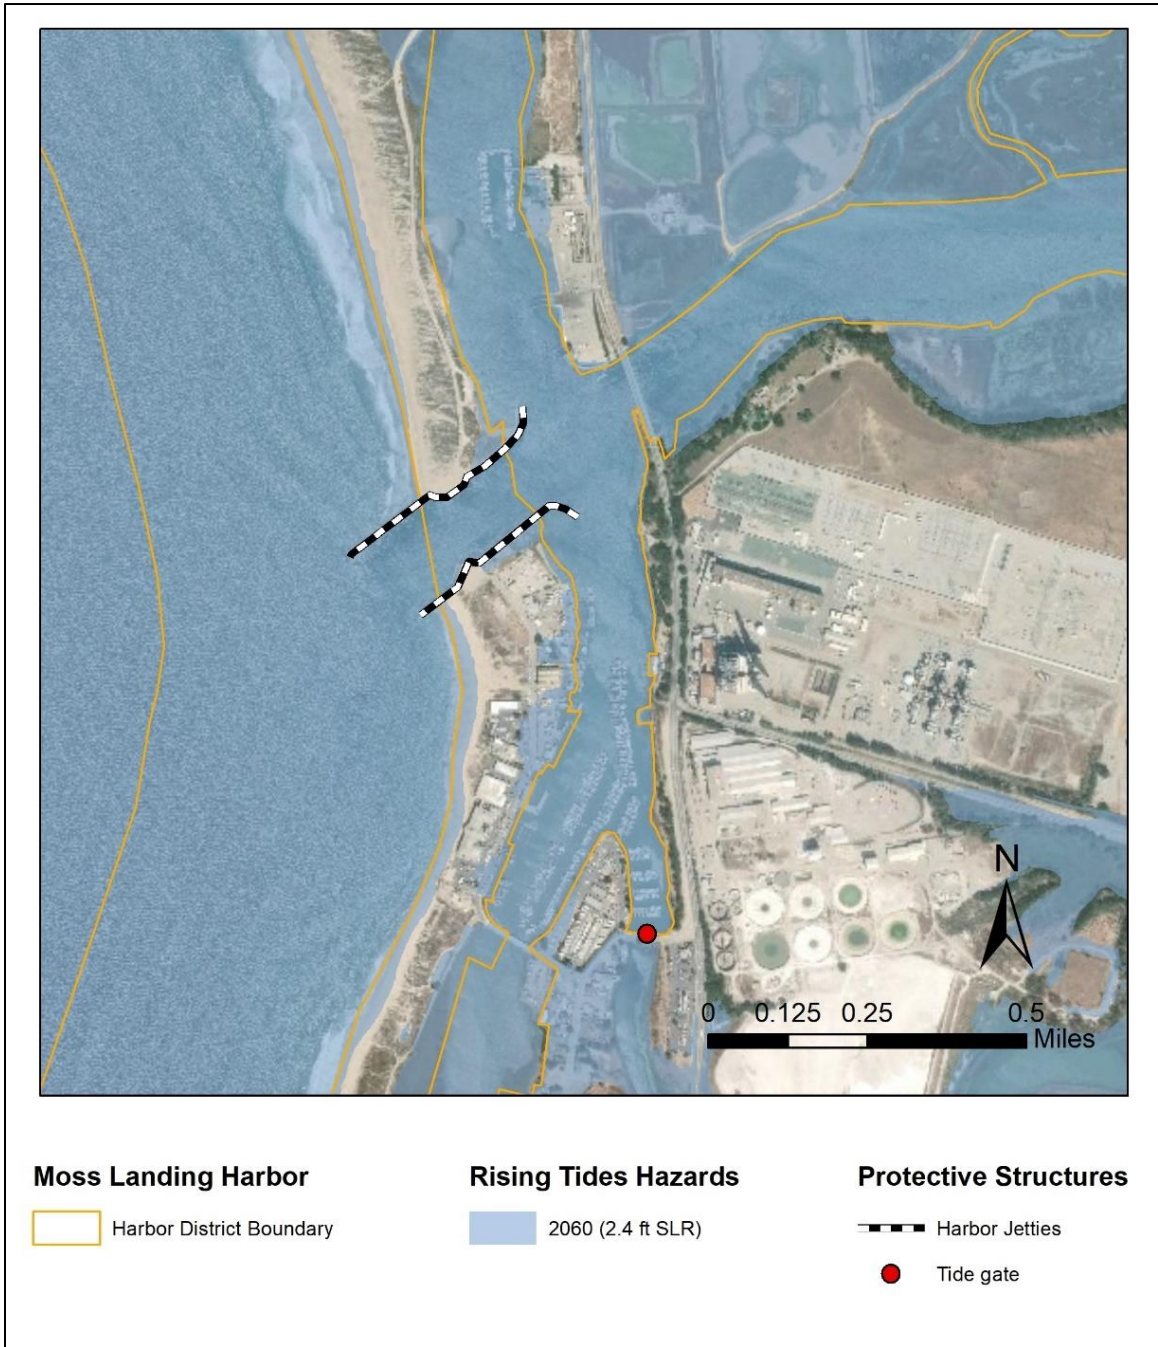 N
0 0.125 0.25 0.5
Miles
Moss Landing Harbor
Harbor District Boundary
Rising Tides Hazards
2060 (2.4 ft SLR)
Protective Structures
Harbor Jetties
Tide gate